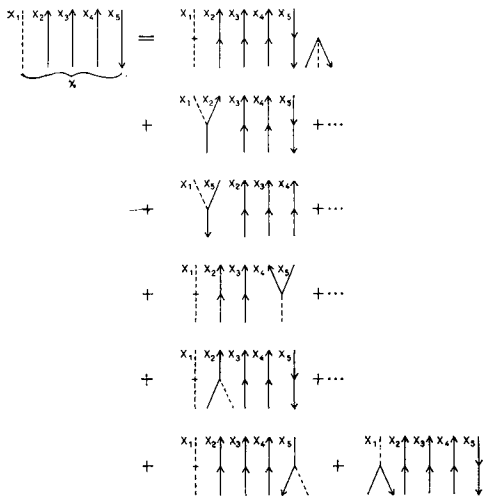 X₁ X₂ X₃ X₄ X₅ = X₁ X₂ X₃ X₄ X₅
χ
+ X₁ X₂ X₃ X₄ X₅ + ···
+ X₁ X₅ X₂ X₃ X₄ + ···
+ X₁ X₂ X₃ X₄ X₅ + ···
+ X₁ X₂ X₃ X₄ X₅ + ···
+ X₁ X₂ X₃ X₄ X₅ + X₁ X₂ X₃ X₄ X₅